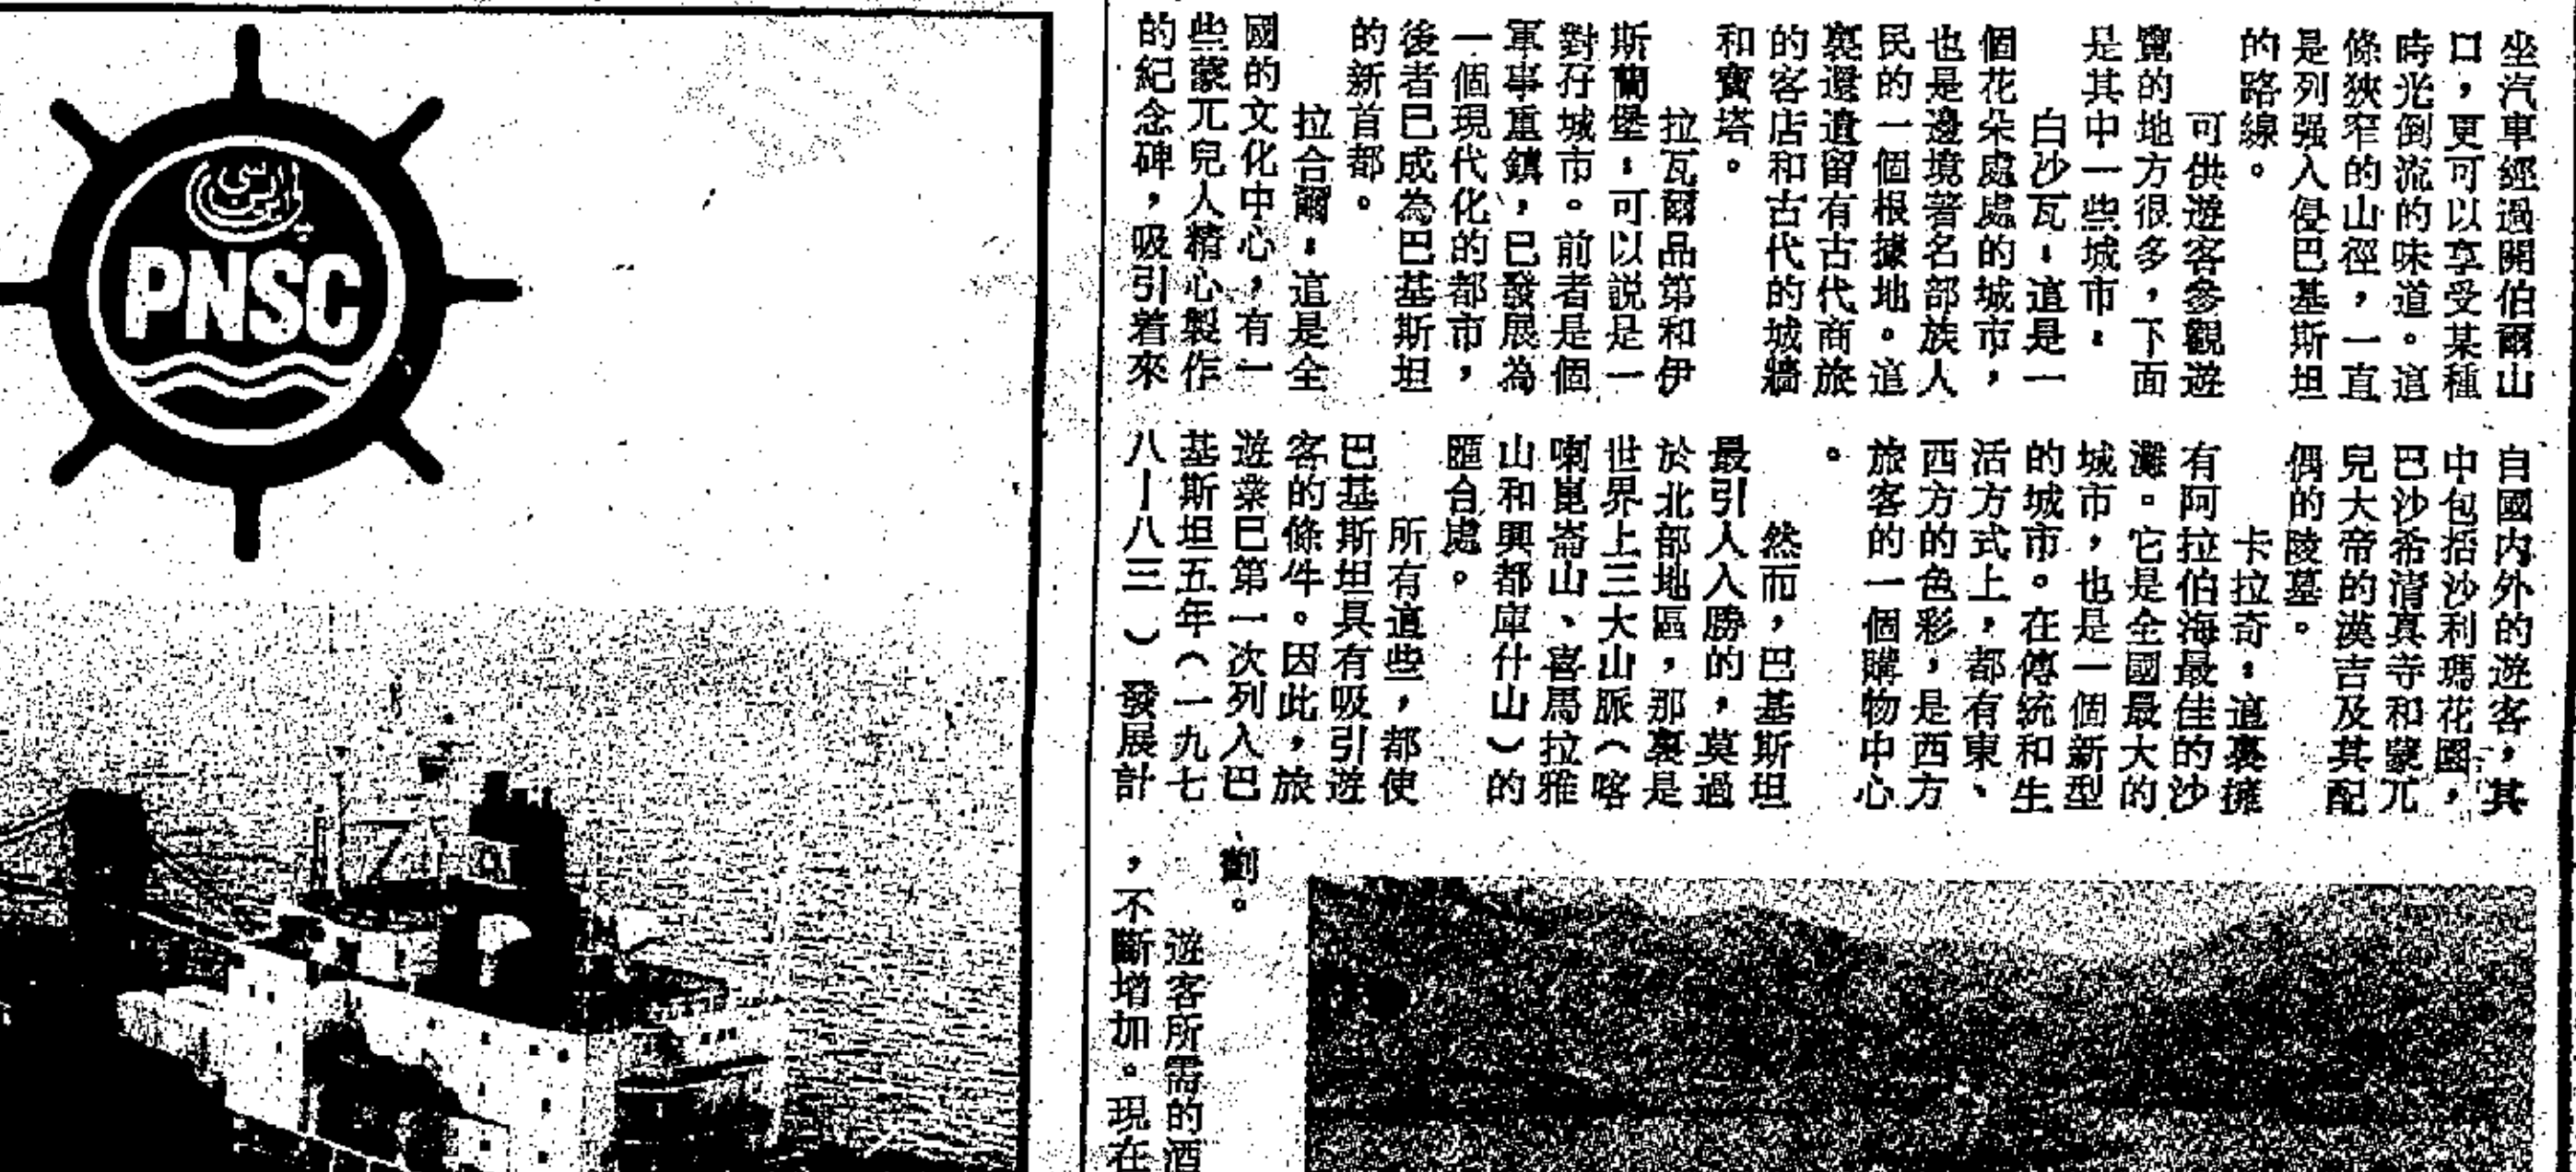 坐汽車經過開伯爾山
口，更可以享受某種
時光倒流的味道。這
條狹窄的山徑，一直
是列强入侵巴基斯坦
的路線。
可供遊客參觀遊
覽的地方很多，下面
是其中一些城市：
白沙瓦：這是一
個花朵處處的城市，
也是邊境著名部族人
民的一個根據地。這
裏還遺留有古代商旅
的客店和古代的城牆
和寶塔。
拉瓦爾品第和伊
斯蘭堡：可以説是一
對孖城市。前者是個
軍事重鎮，已發展為
一個現代化的都市，
後者已成為巴基斯坦
的新首都。
拉合爾：這是全
國的文化中心，有一
些蒙兀兒人精心製作
的紀念碑，吸引着來
自國内外的遊客，其
中包括沙利瑪花園，
巴沙希清真寺和蒙兀
兒大帝的漢吉及其配
偶的陵墓。
卡拉奇：這裏擁
有阿拉伯海最佳的沙
灘。它是全國最大的
城市，也是一個新型
的城市。在傳統和生
活方式上，都有東、
西方的色彩，是西方
旅客的一個購物中心
。
然而，巴基斯坦
最引人入勝的，莫過
於北部地區，那裏是
世界上三大山脈（喀
喇崑崙山、喜馬拉雅
山和興都庫什山）的
匯合處。
所有這些，都使
巴基斯坦具有吸引遊
客的條件。因此，旅
遊業已第一次列入巴
基斯坦五年（一九七
八—八三）發展計
劃。
遊客所需的酒
，不斷增加。現在
PNSC